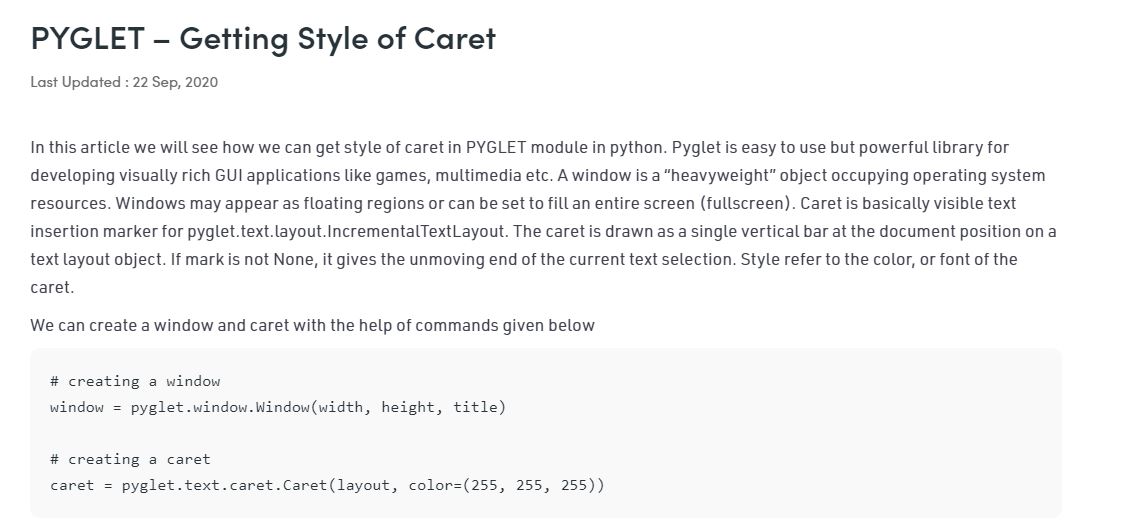 PYGLET – Getting Style of Caret
Last Updated : 22 Sep, 2020
In this article we will see how we can get style of caret in PYGLET module in python. Pyglet is easy to use but powerful library for
developing visually rich GUI applications like games, multimedia etc. A window is a “heavyweight” object occupying operating system
resources. Windows may appear as floating regions or can be set to fill an entire screen (fullscreen). Caret is basically visible text
insertion marker for pyglet.text.layout.IncrementalTextLayout. The caret is drawn as a single vertical bar at the document position on a
text layout object. If mark is not None, it gives the unmoving end of the current text selection. Style refer to the color, or font of the
caret.
We can create a window and caret with the help of commands given below
# creating a window
window = pyglet.window.Window(width, height, title)
# creating a caret
caret = pyglet.text.caret.Caret(layout, color=(255, 255, 255))